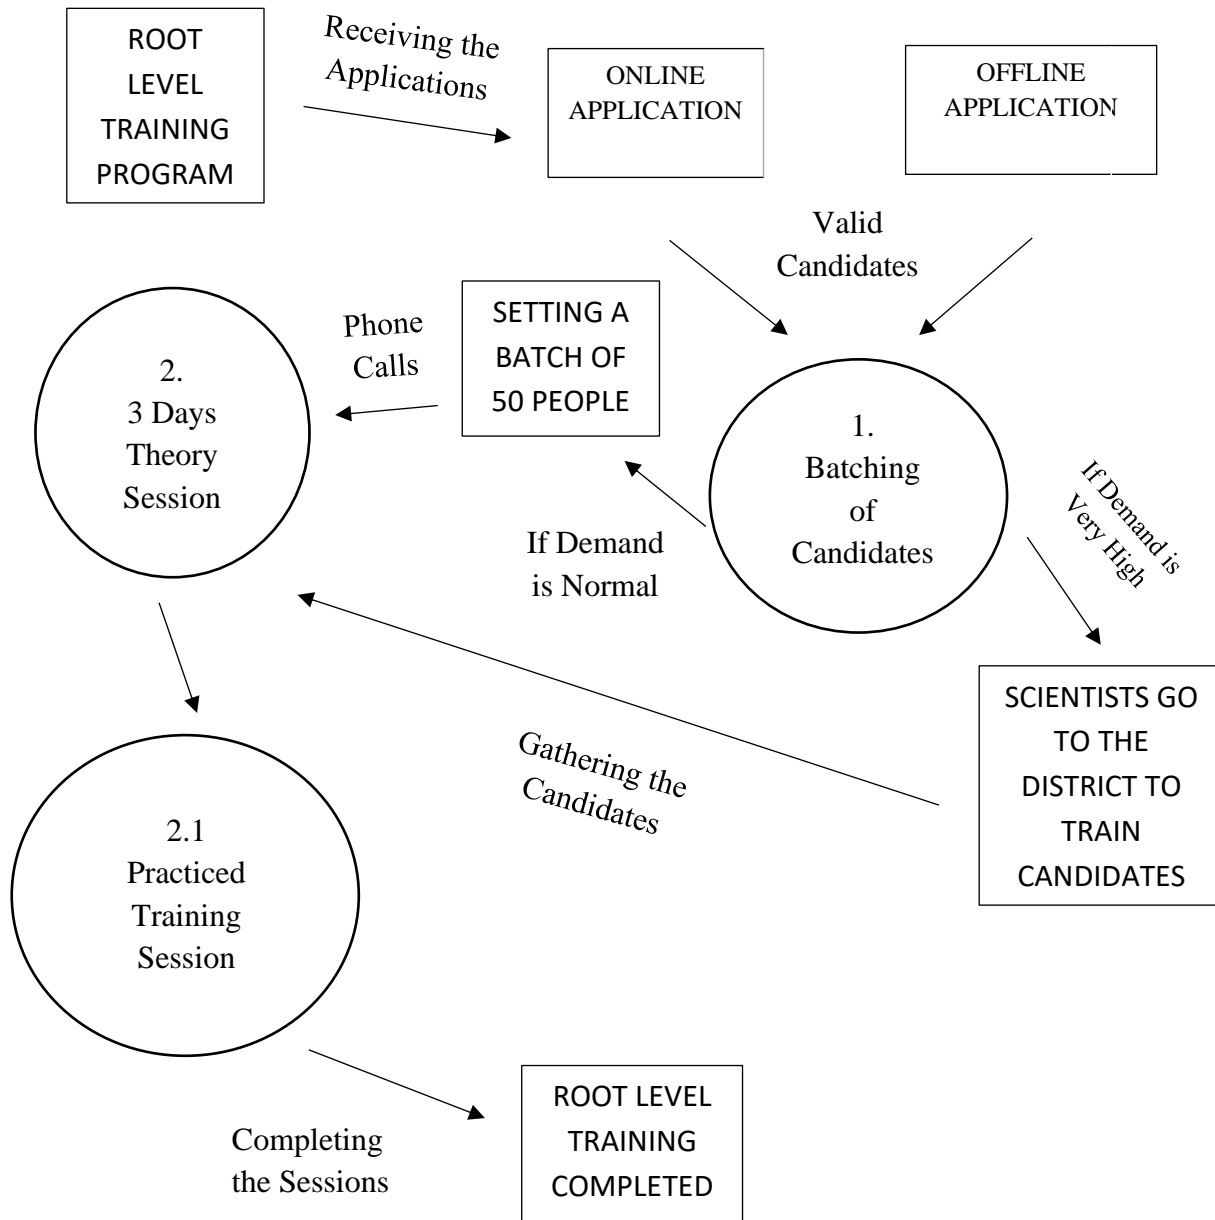 ROOT
LEVEL
TRAINING
PROGRAM
Receiving the
Applications
ONLINE
APPLICATION
OFFLINE
APPLICATION
Valid
Candidates
2.
3 Days
Theory
Session
Phone
Calls
SETTING A
BATCH OF
50 PEOPLE
1.
Batching
of
Candidates
If Demand
is Normal
If Demand is
Very High
SCIENTISTS GO
TO THE
DISTRICT TO
TRAIN
CANDIDATES
Gathering the
Candidates
2.1
Practiced
Training
Session
Completing
the Sessions
ROOT LEVEL
TRAINING
COMPLETED